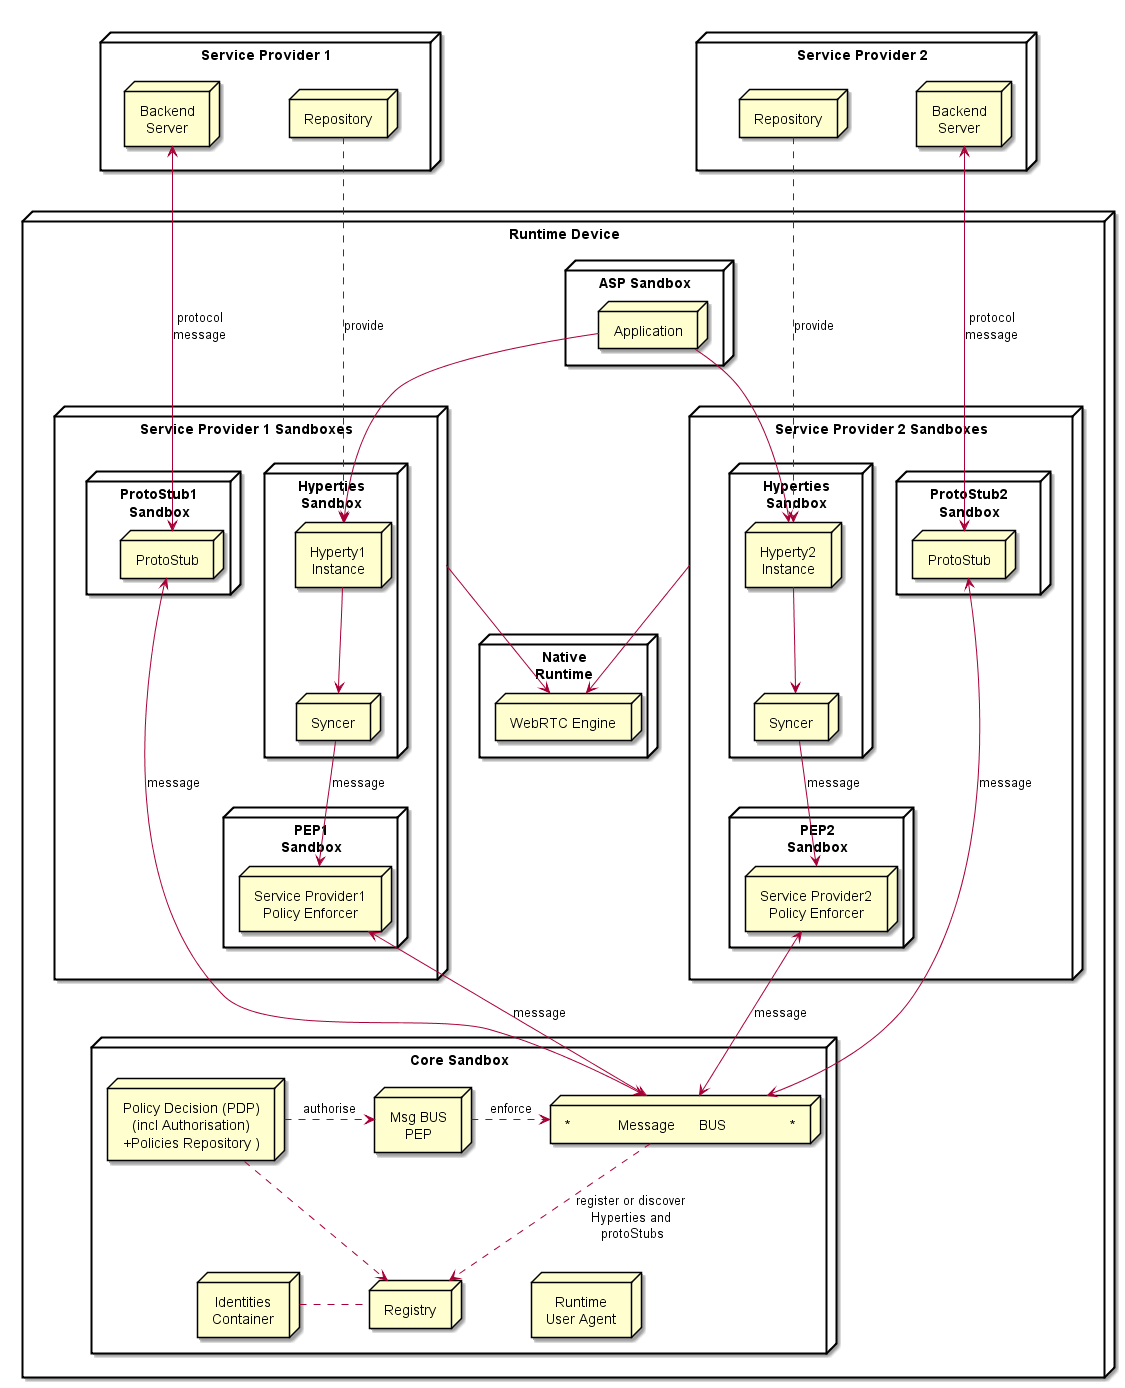 Service Provider 1
Backend
Server
Repository
Service Provider 2
Repository
Backend
Server
Runtime Device
protocol
message
provide
ASP Sandbox
Application
provide
protocol
message
Service Provider 1 Sandboxes
ProtoStub1
Sandbox
ProtoStub
Hyperties
Sandbox
Hyperty1
Instance
Syncer
message
message
PEP1
Sandbox
Service Provider1
Policy Enforcer
Native
Runtime
WebRTC Engine
Service Provider 2 Sandboxes
Hyperties
Sandbox
Hyperty2
Instance
Syncer
ProtoStub2
Sandbox
ProtoStub
message
message
PEP2
Sandbox
Service Provider2
Policy Enforcer
message
message
Core Sandbox
Policy Decision (PDP)
(incl Authorisation)
+Policies Repository )
authorise
Msg BUS
PEP
enforce
* Message BUS *
register or discover
Hyperties and
protoStubs
Identities
Container
Registry
Runtime
User Agent